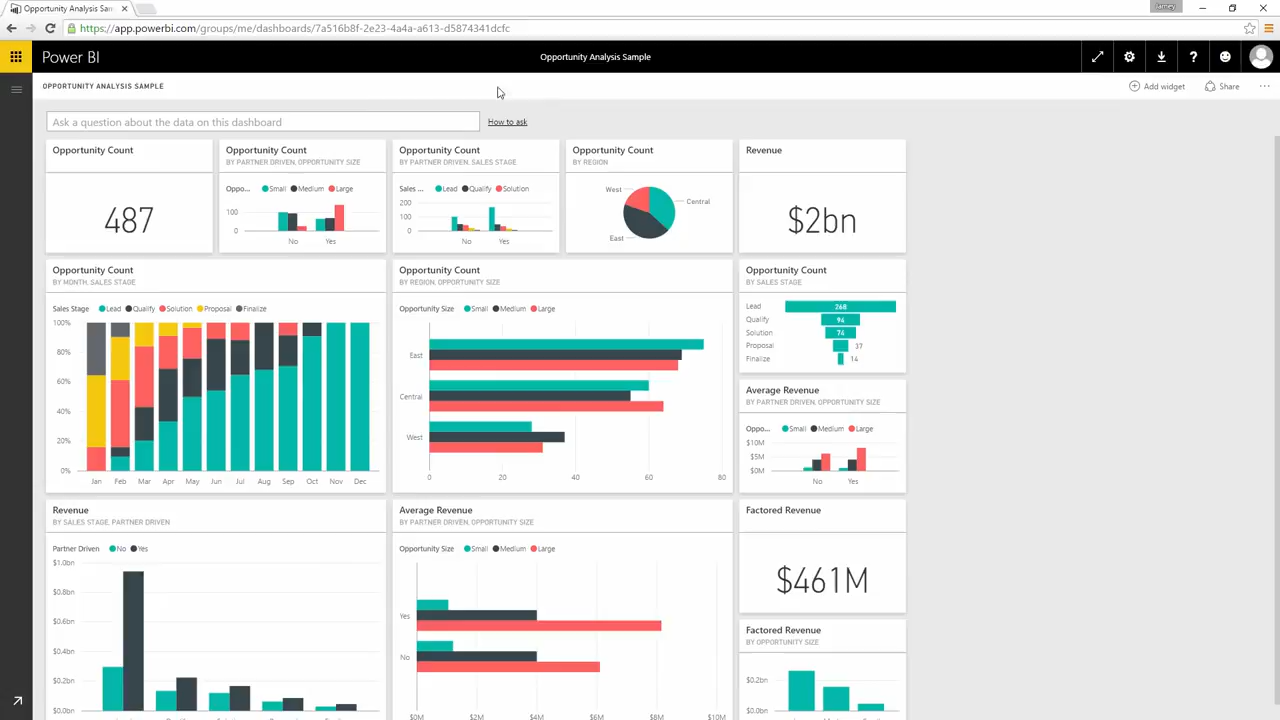 Opportunity Analysis Sam
Jamey
https://app.powerbi.com/groups/me/dashboards/7a516b8f-2e23-4a4a-a613-d5874341dcfc
Power BI
Opportunity Analysis Sample
OPPORTUNITY ANALYSIS SAMPLE
Add widget
Share
Ask a question about the data on this dashboard
How to ask
Opportunity Count
487
Opportunity Count
BY PARTNER DRIVEN, OPPORTUNITY SIZE
Oppo... Small Medium Large
100
0
No Yes
Opportunity Count
BY PARTNER DRIVEN, SALES STAGE
Sales ... Lead Qualify Solution
200
100
0
No Yes
Opportunity Count
BY REGION
West
Central
East
Revenue
$2bn
Opportunity Count
BY MONTH, SALES STAGE
Sales Stage Lead Qualify Solution Proposal Finalize
100%
80%
60%
40%
20%
0%
Jan Feb Mar Apr May Jun Jul Aug Sep Oct Nov Dec
Opportunity Count
BY REGION, OPPORTUNITY SIZE
Opportunity Size Small Medium Large
East
Central
West
0 20 40 60 80
Opportunity Count
BY SALES STAGE
Lead 268
Qualify 94
Solution 74
Proposal 37
Finalize 14
Average Revenue
BY PARTNER DRIVEN, OPPORTUNITY SIZE
Oppo... Small Medium Large
$10M
$5M
$0M
No Yes
Revenue
BY SALES STAGE, PARTNER DRIVEN
Partner Driven No Yes
$1.0bn
$0.8bn
$0.6bn
$0.4bn
$0.2bn
$0.0bn
Average Revenue
BY PARTNER DRIVEN, OPPORTUNITY SIZE
Opportunity Size Small Medium Large
Yes
No
$0M $2M $4M $6M $8M $10M
Factored Revenue
$461M
Factored Revenue
BY OPPORTUNITY SIZE
$0.2bn
$0.0bn